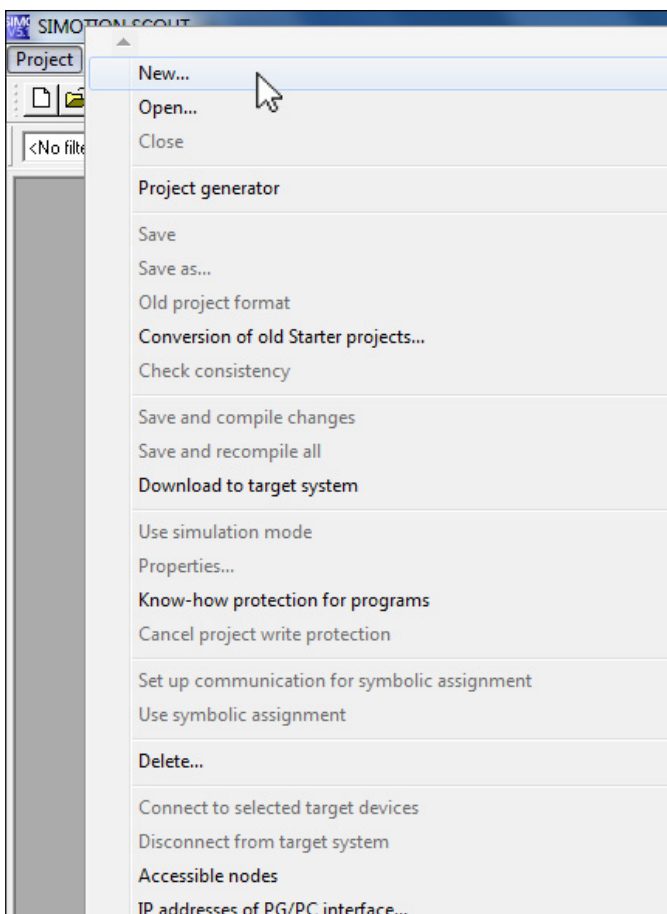 SIMOTION SCOUT
V5.1
Project
<No filte
New...
Open...
Close
Project generator
Save
Save as...
Old project format
Conversion of old Starter projects...
Check consistency
Save and compile changes
Save and recompile all
Download to target system
Use simulation mode
Properties...
Know-how protection for programs
Cancel project write protection
Set up communication for symbolic assignment
Use symbolic assignment
Delete...
Connect to selected target devices
Disconnect from target system
Accessible nodes
IP addresses of PG/PC interface...